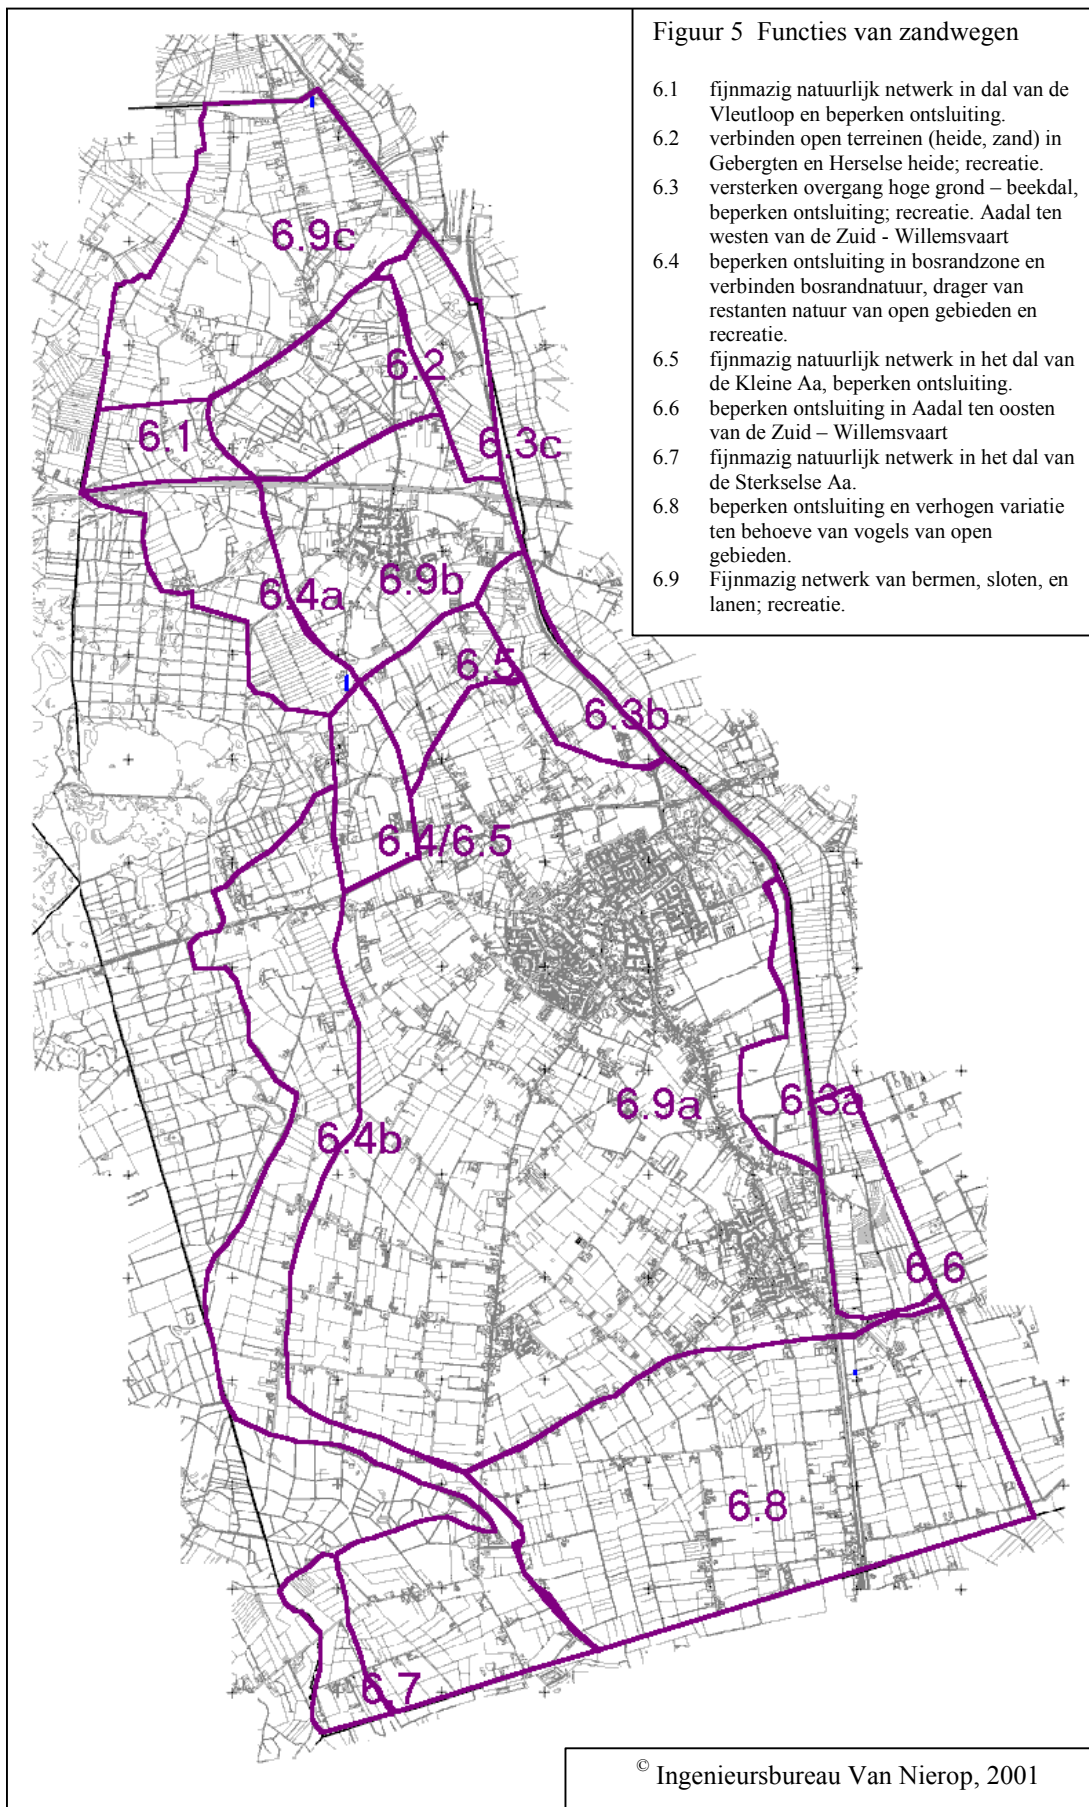 Figuur 5 Functies van zandwegen
6.1 fijnmazig natuurlijk netwerk in dal van de
Vleutloop en beperken ontsluiting.
6.2 verbinden open terreinen (heide, zand) in
Gebergten en Herselse heide; recreatie.
6.3 versterken overgang hoge grond – beekdal,
beperken ontsluiting; recreatie. Aadal ten
westen van de Zuid - Willemsvaart
6.4 beperken ontsluiting in bosrandzone en
verbinden bosrandnatuur, drager van
restanten natuur van open gebieden en
recreatie.
6.5 fijnmazig natuurlijk netwerk in het dal van
de Kleine Aa, beperken ontsluiting.
6.6 beperken ontsluiting in Aadal ten oosten
van de Zuid – Willemsvaart
6.7 fijnmazig natuurlijk netwerk in het dal van
de Sterkselse Aa.
6.8 beperken ontsluiting en verhogen variatie
ten behoeve van vogels van open
gebieden.
6.9 Fijnmazig netwerk van bermen, sloten, en
lanen; recreatie.
6.9c
6.2
6.1
6.3c
6.9b
6.4a
6.5
6.3b
6.4/6.5
6.9a
6.3a
6.4b
6.6
6.8
6.7
© Ingenieursbureau Van Nierop, 2001